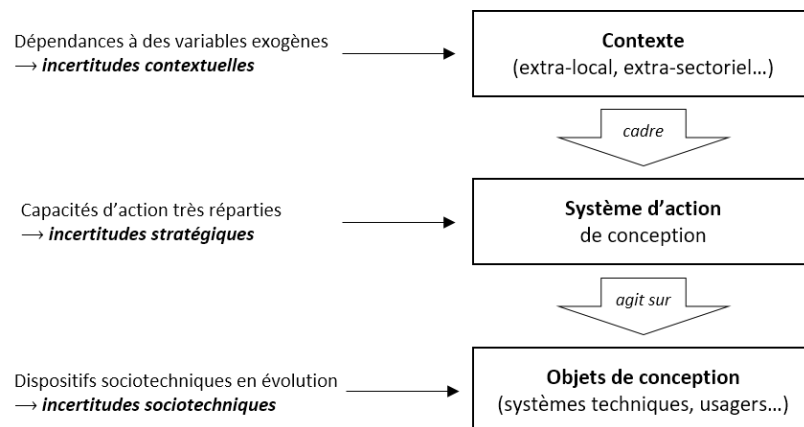 Dépendances à des variables exogènes
→ incertitudes contextuelles
Contexte
(extra-local, extra-sectoriel…)
cadre
Capacités d’action très réparties
→ incertitudes stratégiques
Système d’action
de conception
agit sur
Dispositifs sociotechniques en évolution
→ incertitudes sociotechniques
Objets de conception
(systèmes techniques, usagers…)